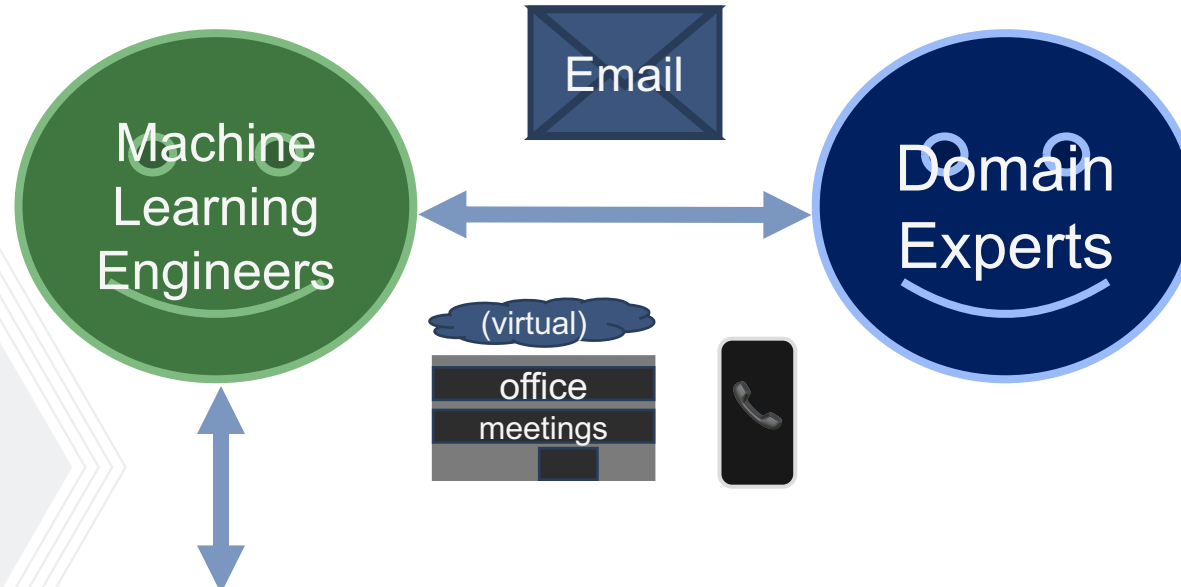 Email
Machine
Learning
Engineers
Domain
Experts
(virtual)
office
meetings